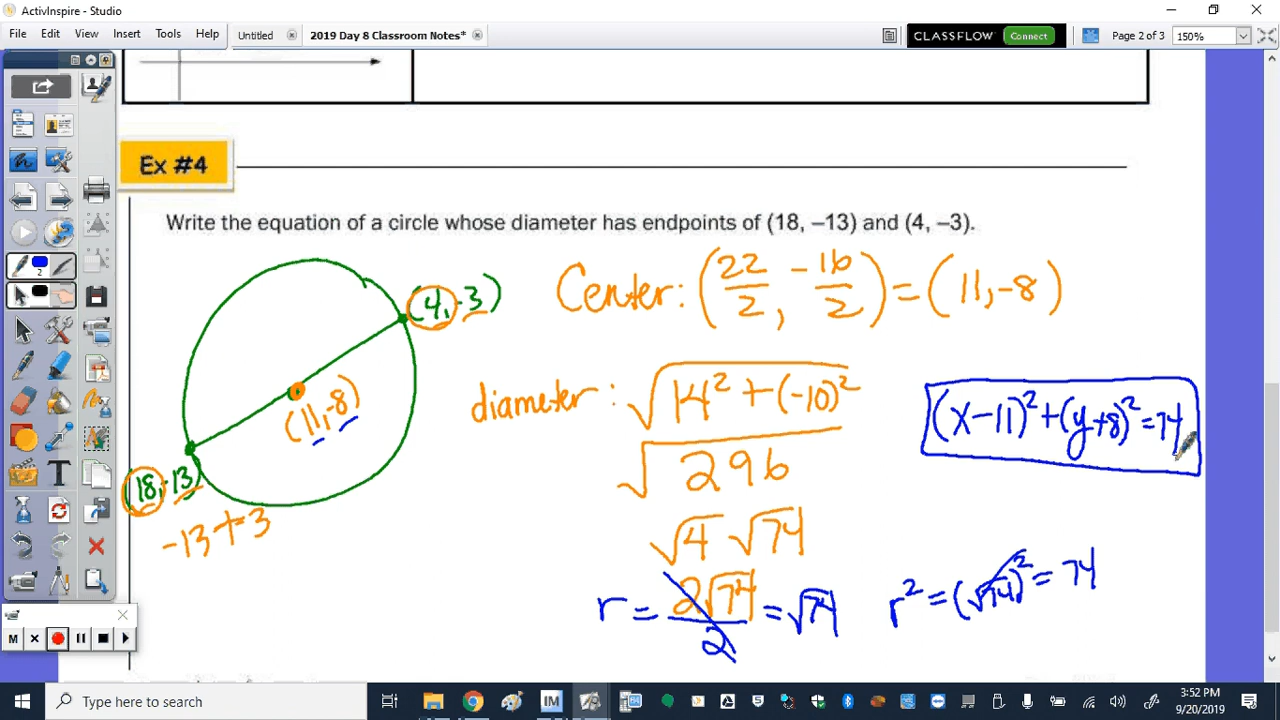 ActivInspire - Studio
File Edit View Insert Tools Help Untitled 2019 Day 8 Classroom Notes* CLASSFLOW Connect Page 2 of 3 150%
Ex #4
Write the equation of a circle whose diameter has endpoints of (18, –13) and (4, –3).
Center: (22/2, -16/2) = (11,-8)
(4,-3)
diameter: √14² + (-10)²
(x-11)² + (y+8)² = 74
(11,-8)
√296
(18,-13)
-13 + 3
√4 √74
r = 2√74/2 = √74
r² = (√74)² = 74
2
T
M
Type here to search
IM
3:52 PM
9/20/2019